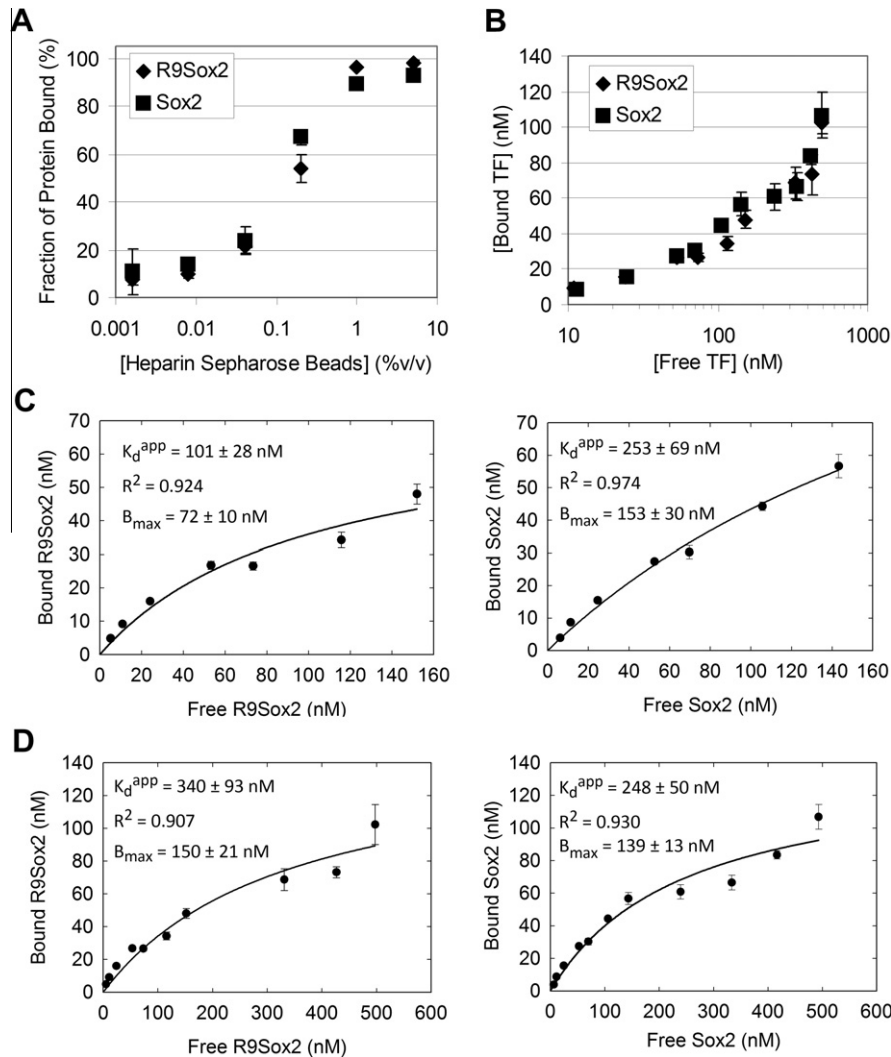 A
Fraction of Protein Bound (%)
100
80
60
40
20
0
R9Sox2
Sox2
0.001
0.01
0.1
1
10
[Heparin Sepharose Beads] (%v/v)
B
[Bound TF] (nM)
140
120
100
80
60
40
20
0
R9Sox2
Sox2
10
100
1000
[Free TF] (nM)
C
Bound R9Sox2 (nM)
70
60
50
40
30
20
10
0
Kd^app = 101 ± 28 nM
R² = 0.924
Bmax = 72 ± 10 nM
0 20 40 60 80 100 120 140 160
Free R9Sox2 (nM)
Bound Sox2 (nM)
70
60
50
40
30
20
10
0
Kd^app = 253 ± 69 nM
R² = 0.974
Bmax = 153 ± 30 nM
0 20 40 60 80 100 120 140 160
Free Sox2 (nM)
D
Bound R9Sox2 (nM)
140
120
100
80
60
40
20
0
Kd^app = 340 ± 93 nM
R² = 0.907
Bmax = 150 ± 21 nM
0 100 200 300 400 500 600
Free R9Sox2 (nM)
Bound Sox2 (nM)
140
120
100
80
60
40
20
0
Kd^app = 248 ± 50 nM
R² = 0.930
Bmax = 139 ± 13 nM
0 100 200 300 400 500 600
Free Sox2 (nM)